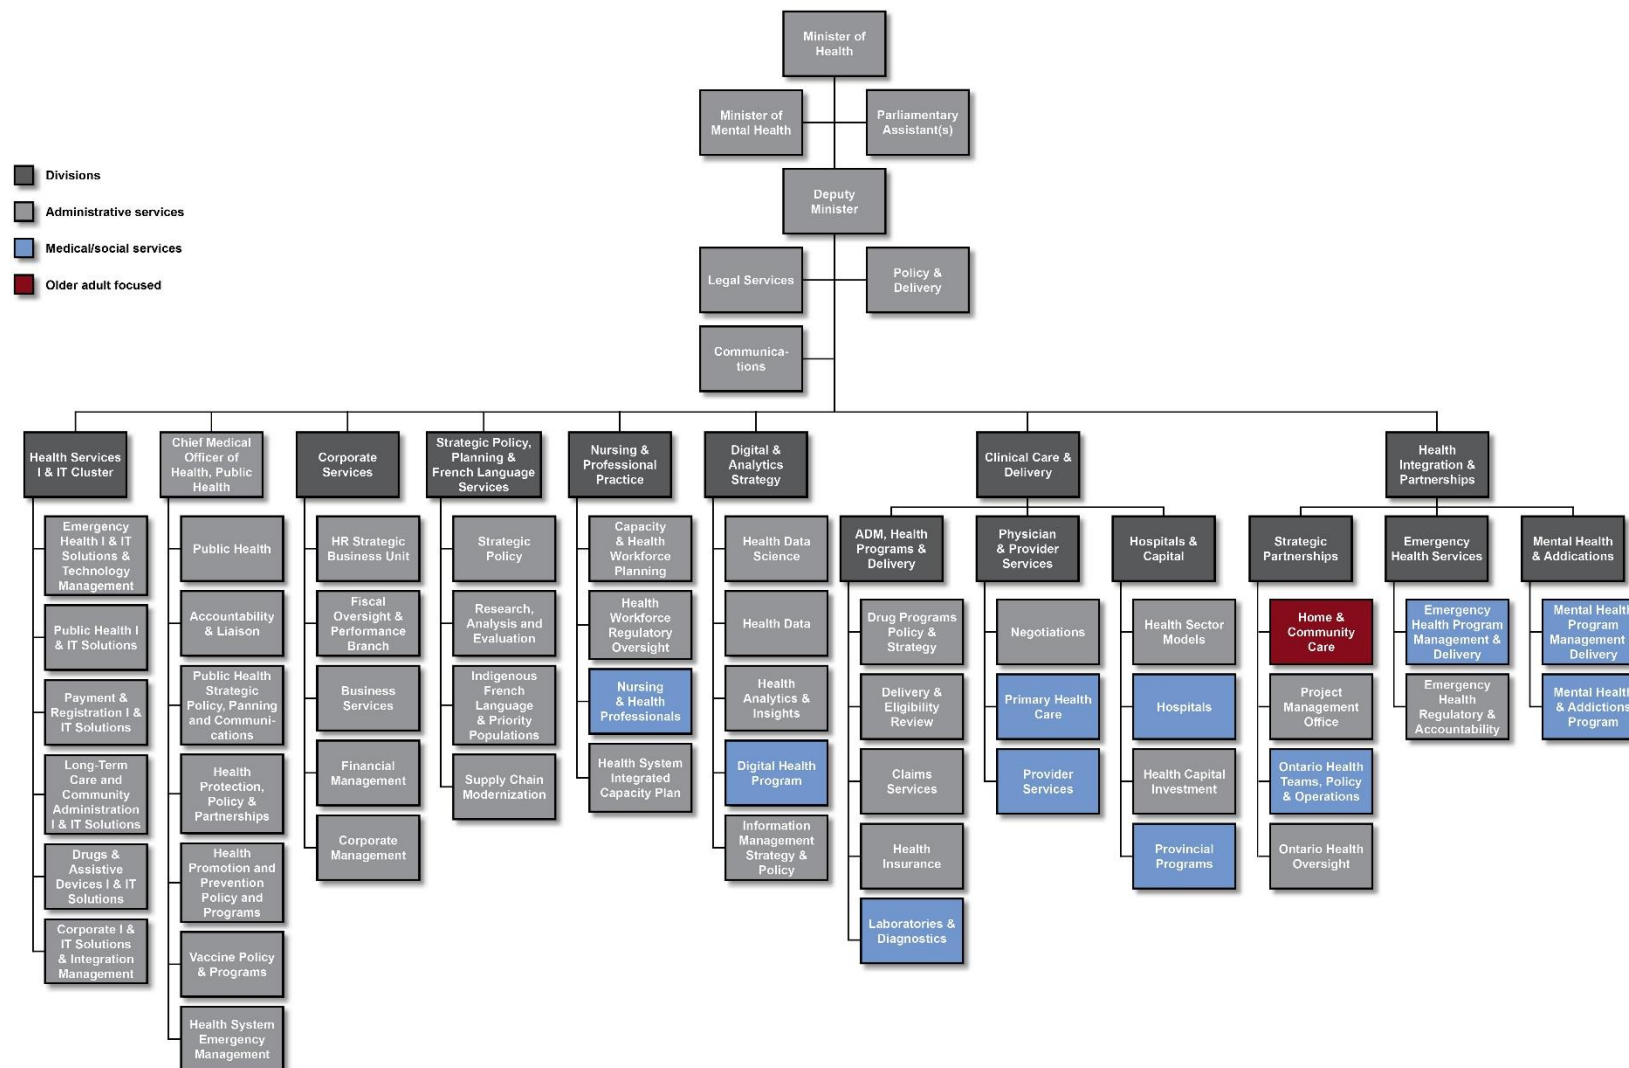 Minister of
Health
Minister of
Mental Health
Parliamentary
Assistant(s)
Divisions
Administrative services
Medical/social services
Older adult focused
Deputy
Minister
Legal Services
Policy &
Delivery
Communica-
tions
Health Services
I & IT Cluster
Chief Medical
Officer of
Health, Public
Health
Corporate
Services
Strategic Policy,
Planning &
French Language
Services
Nursing &
Professional
Practice
Digital &
Analytics
Strategy
Clinical Care &
Delivery
Health
Integration &
Partnerships
Emergency
Health I & IT
Solutions &
Technology
Management
Public Health I
& IT Solutions
Payment &
Registration I &
IT Solutions
Long-Term
Care and
Community
Administration
I & IT Solutions
Drugs &
Assistive
Devices I & IT
Solutions
Corporate I &
IT Solutions
& Integration
Management
Public Health
Accountability
& Liaison
Public Health
Strategic
Policy, Panning
and Communi-
cations
Health
Protection,
Policy &
Partnerships
Health
Promotion and
Prevention
Policy and
Programs
Vaccine Policy
& Programs
Health System
Emergency
Management
HR Strategic
Business Unit
Fiscal
Oversight &
Performance
Branch
Business
Services
Financial
Management
Corporate
Management
Strategic
Policy
Research,
Analysis and
Evaluation
Indigenous
French
Language
& Priority
Populations
Supply Chain
Modernization
Capacity
& Health
Workforce
Planning
Health
Workforce
Regulatory
Oversight
Nursing
& Health
Professionals
Health System
Integrated
Capacity Plan
Health Data
Science
Health Data
Health
Analytics &
Insights
Digital Health
Program
Information
Management
Strategy &
Policy
ADM, Health
Programs &
Delivery
Drug Programs
Policy &
Strategy
Delivery &
Eligibility
Review
Claims
Services
Health
Insurance
Laboratories &
Diagnostics
Physician
& Provider
Services
Negotiations
Primary Health
Care
Provider
Services
Hospitals &
Capital
Health Sector
Models
Hospitals
Health Capital
Investment
Provincial
Programs
Strategic
Partnerships
Home &
Community
Care
Project
Management
Office
Ontario Health
Teams, Policy
& Operations
Ontario Health
Oversight
Emergency
Health Services
Emergency
Health Program
Management &
Delivery
Emergency
Health
Regulatory &
Accountability
Mental Health
& Addications
Mental Health
Program
Management &
Delivery
Mental Health
& Addictions
Program